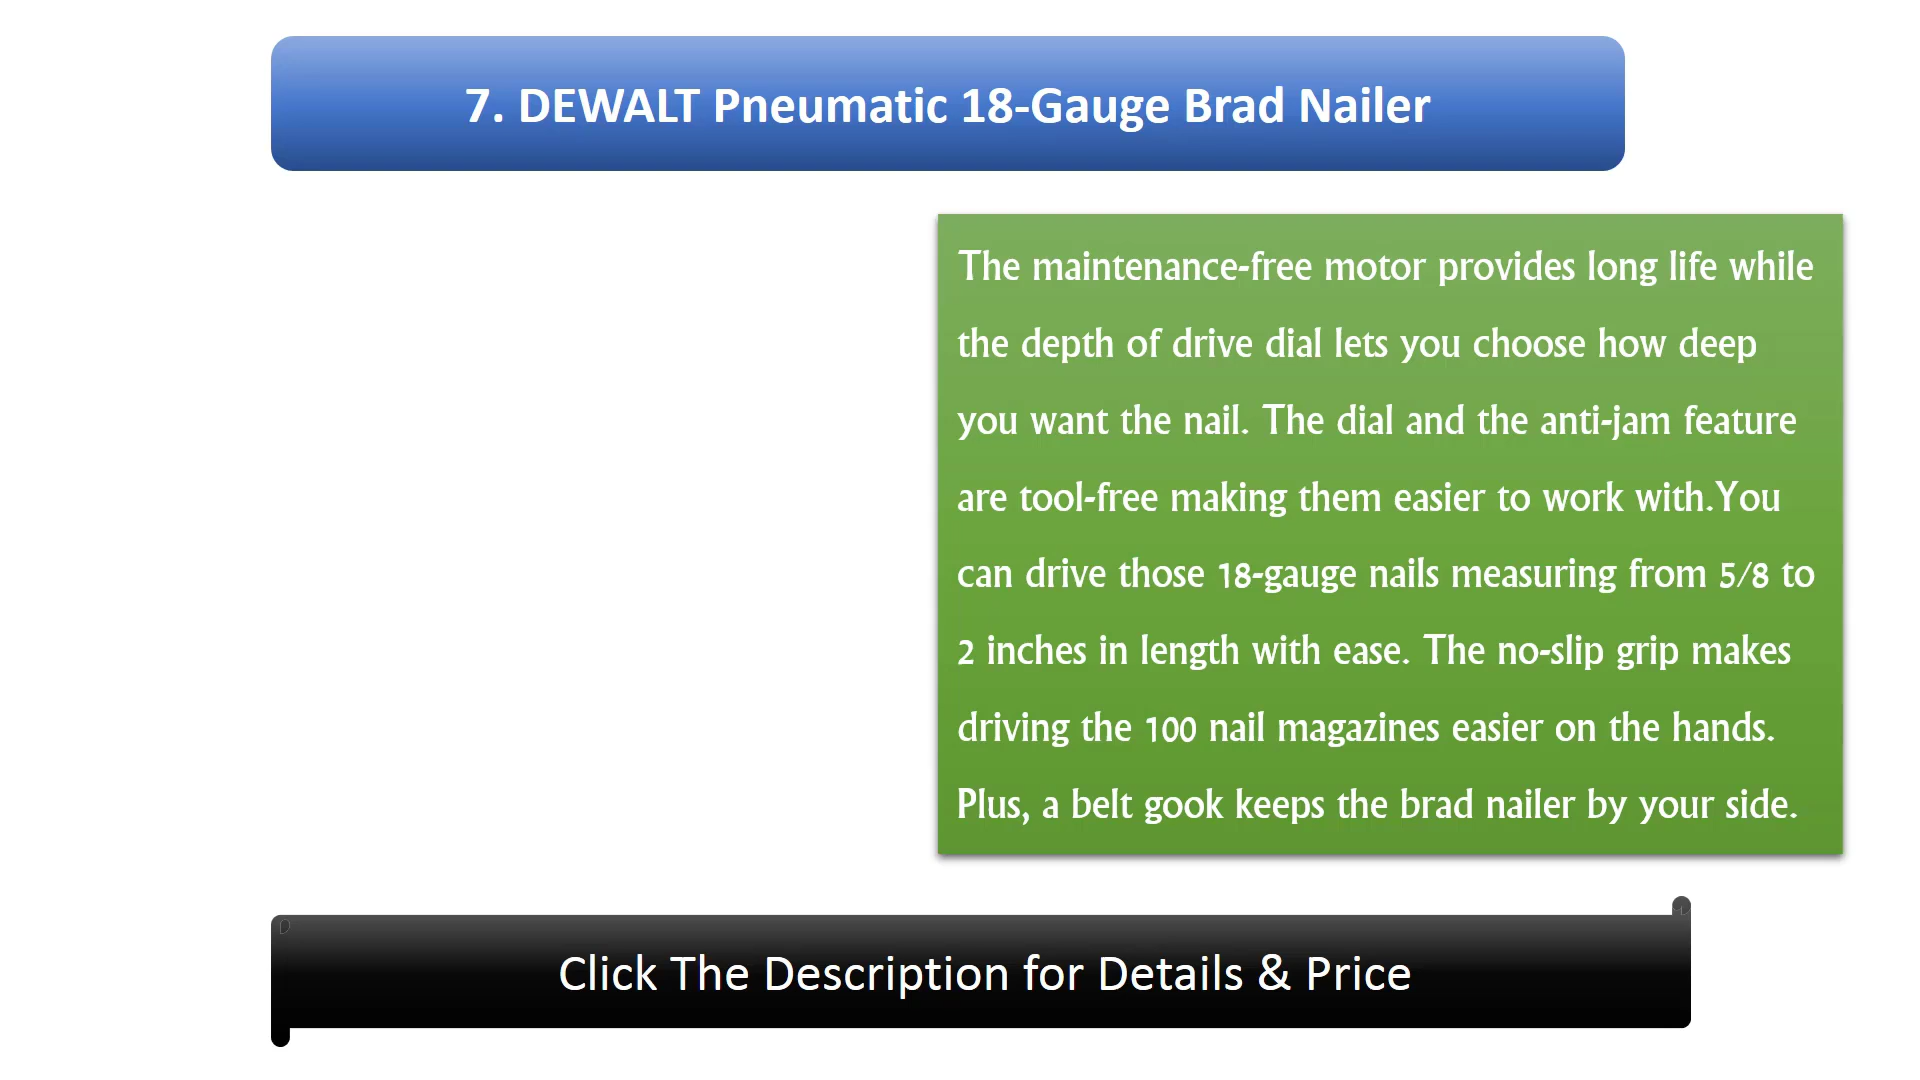 7. DEWALT Pneumatic 18-Gauge Brad Nailer
The maintenance-free motor provides long life while
the depth of drive dial lets you choose how deep
you want the nail. The dial and the anti-jam feature
are tool-free making them easier to work with.You
can drive those 18-gauge nails measuring from 5/8 to
2 inches in length with ease. The no-slip grip makes
driving the 100 nail magazines easier on the hands.
Plus, a belt gook keeps the brad nailer by your side.
Click The Description for Details & Price